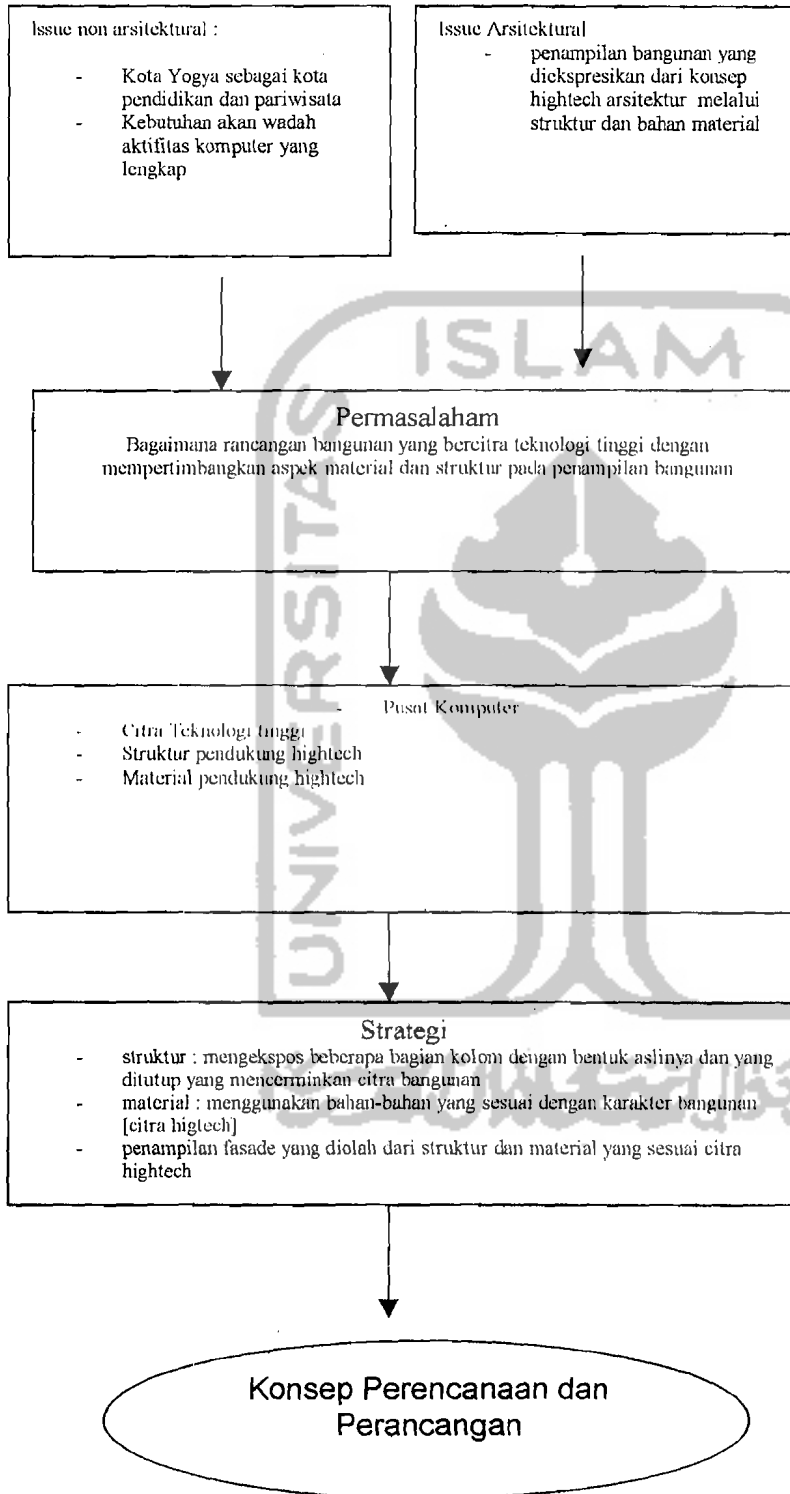 Issue non arsitektural :
- Kota Yogya sebagai kota
pendidikan dan pariwisata
- Kebutuhan akan wadah
aktifitas komputer yang
lengkap
Issue Arsitektural
- penampilan bangunan yang
diekspresikan dari konsep
hightech arsitektur melalui
struktur dan bahan material
ISLAM
UNIVERSITAS
Permasalaham
Bagaimana rancangan bangunan yang bercitra teknologi tinggi dengan
mempertimbangkan aspek material dan struktur pada penampilan bangunan
- Pusat Komputer
- Citra Teknologi tinggi
- Struktur pendukung hightech
- Material pendukung hightech
Strategi
- struktur : mengekspos beberapa bagian kolom dengan bentuk aslinya dan yang
ditutup yang mencerminkan citra bangunan
- material : menggunakan bahan-bahan yang sesuai dengan karakter bangunan
[citra higtech]
- penampilan fasade yang diolah dari struktur dan material yang sesuai citra
hightech
Konsep Perencanaan dan
Perancangan